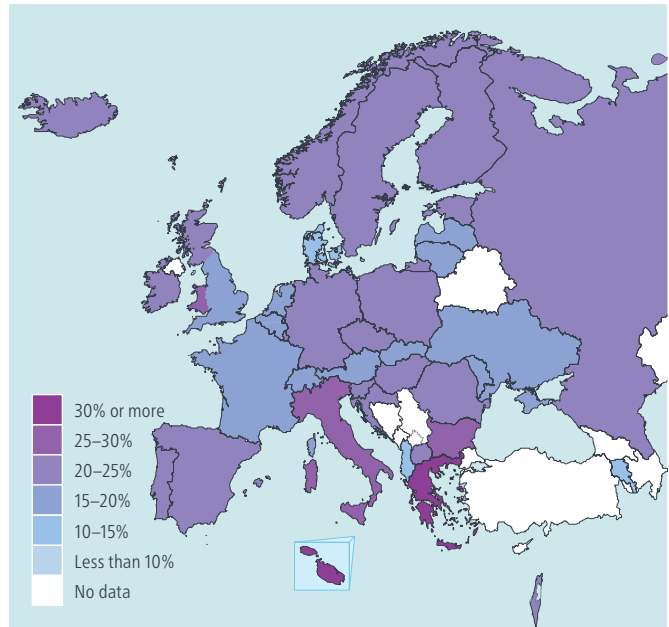 30% or more
25–30%
20–25%
15–20%
10–15%
Less than 10%
No data